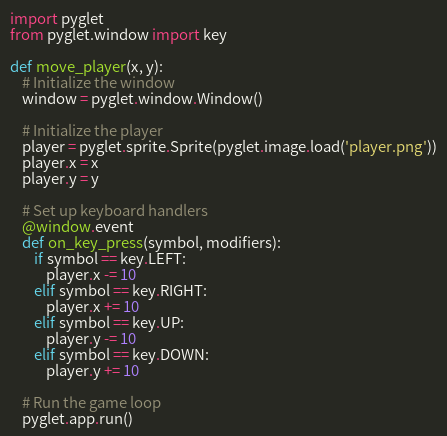 import pyglet
from pyglet.window import key

def move_player(x, y):
    # Initialize the window
    window = pyglet.window.Window()

    # Initialize the player
    player = pyglet.sprite.Sprite(pyglet.image.load('player.png'))
    player.x = x
    player.y = y

    # Set up keyboard handlers
    @window.event
    def on_key_press(symbol, modifiers):
        if symbol == key.LEFT:
            player.x -= 10
        elif symbol == key.RIGHT:
            player.x += 10
        elif symbol == key.UP:
            player.y -= 10
        elif symbol == key.DOWN:
            player.y += 10

    # Run the game loop
    pyglet.app.run()